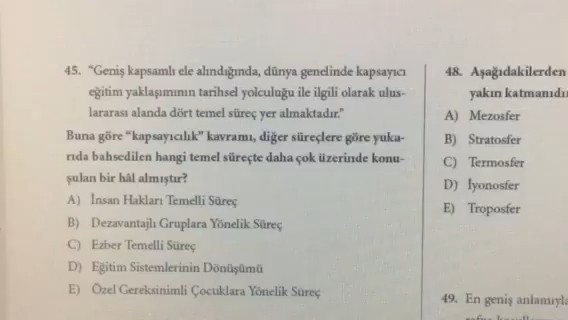 45. "Geniş kapsamlı ele alındığında, dünya genelinde kapsayıcı
eğitim yaklaşımının tarihsel yolculuğu ile ilgili olarak ulus-
lararası alanda dört temel süreç yer almaktadır."
Buna göre "kapsayıcılık" kavramı, diğer süreçlere göre yuka-
rıda bahsedilen hangi temel süreçte daha çok üzerinde konu-
şulan bir hâl almıştır?
A) İnsan Hakları Temelli Süreç
B) Dezavantajlı Gruplara Yönelik Süreç
C) Ezber Temelli Süreç
D) Eğitim Sistemlerinin Dönüşümü
E) Özel Gereksinimli Çocuklara Yönelik Süreç
48. Aşağıdakilerden
yakın katmanıdı
A) Mezosfer
B) Stratosfer
C) Termosfer
D) İyonosfer
E) Troposfer
49. En geniş anlamıyla